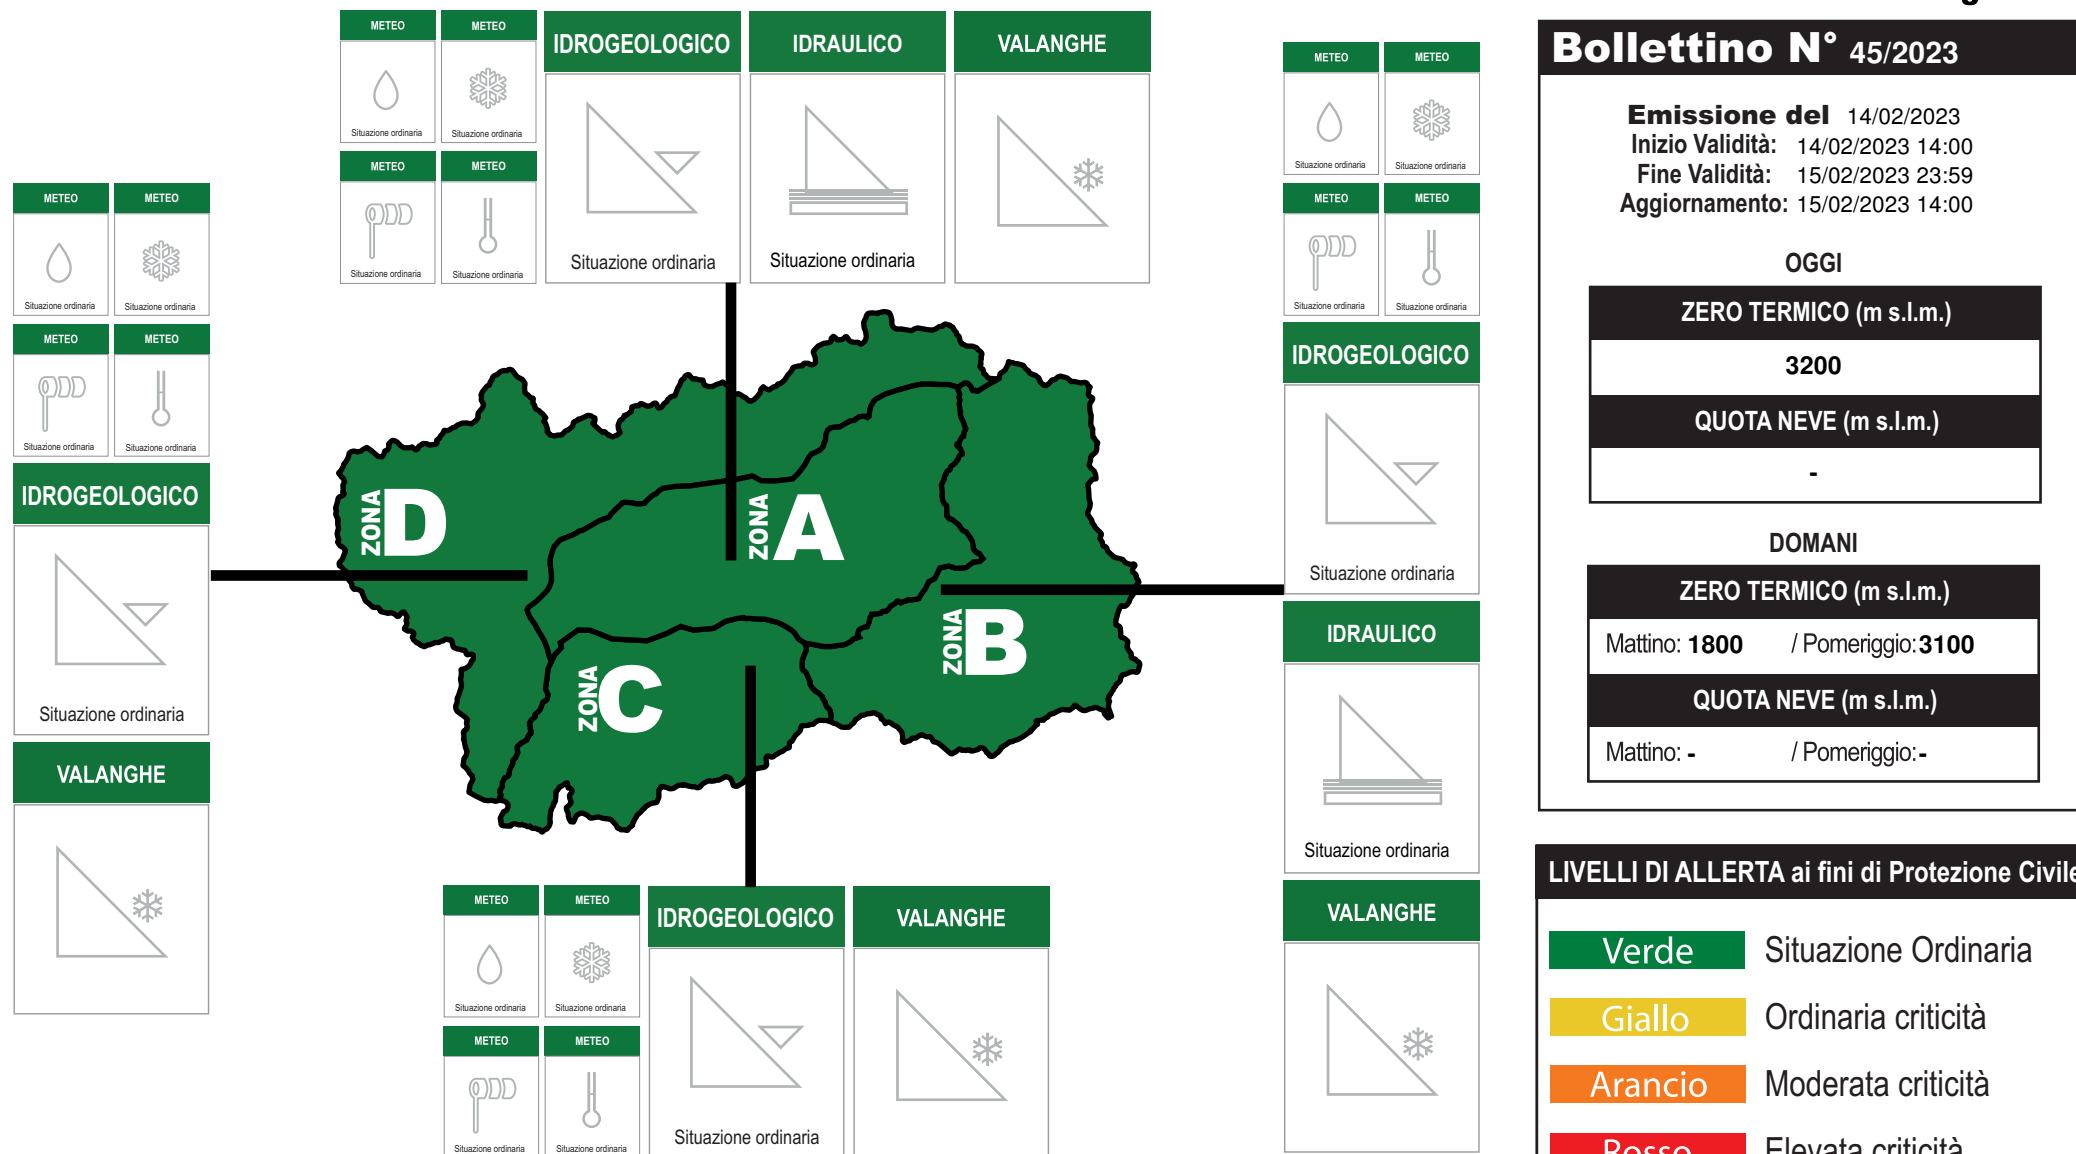 METEO
METEO
Situazione ordinaria
Situazione ordinaria
METEO
METEO
Situazione ordinaria
Situazione ordinaria
IDROGEOLOGICO
Situazione ordinaria
IDRAULICO
Situazione ordinaria
VALANGHE
METEO
METEO
Situazione ordinaria
Situazione ordinaria
METEO
METEO
Situazione ordinaria
Situazione ordinaria
IDROGEOLOGICO
Situazione ordinaria
VALANGHE
ZONA D
ZONA A
ZONA B
ZONA C
METEO
METEO
Situazione ordinaria
Situazione ordinaria
METEO
METEO
Situazione ordinaria
Situazione ordinaria
IDROGEOLOGICO
Situazione ordinaria
IDRAULICO
Situazione ordinaria
VALANGHE
METEO
METEO
Situazione ordinaria
Situazione ordinaria
METEO
METEO
Situazione ordinaria
Situazione ordinaria
IDROGEOLOGICO
Situazione ordinaria
VALANGHE
Bollettino N° 45/2023
Emissione del 14/02/2023
Inizio Validità: 14/02/2023 14:00
Fine Validità: 15/02/2023 23:59
Aggiornamento: 15/02/2023 14:00
OGGI
ZERO TERMICO (m s.l.m.)
3200
QUOTA NEVE (m s.l.m.)
-
DOMANI
ZERO TERMICO (m s.l.m.)
Mattino: 1800 / Pomeriggio: 3100
QUOTA NEVE (m s.l.m.)
Mattino: - / Pomeriggio: -
LIVELLI DI ALLERTA ai fini di Protezione Civile
Verde Situazione Ordinaria
Giallo Ordinaria criticità
Arancio Moderata criticità
Rosso Elevata criticità